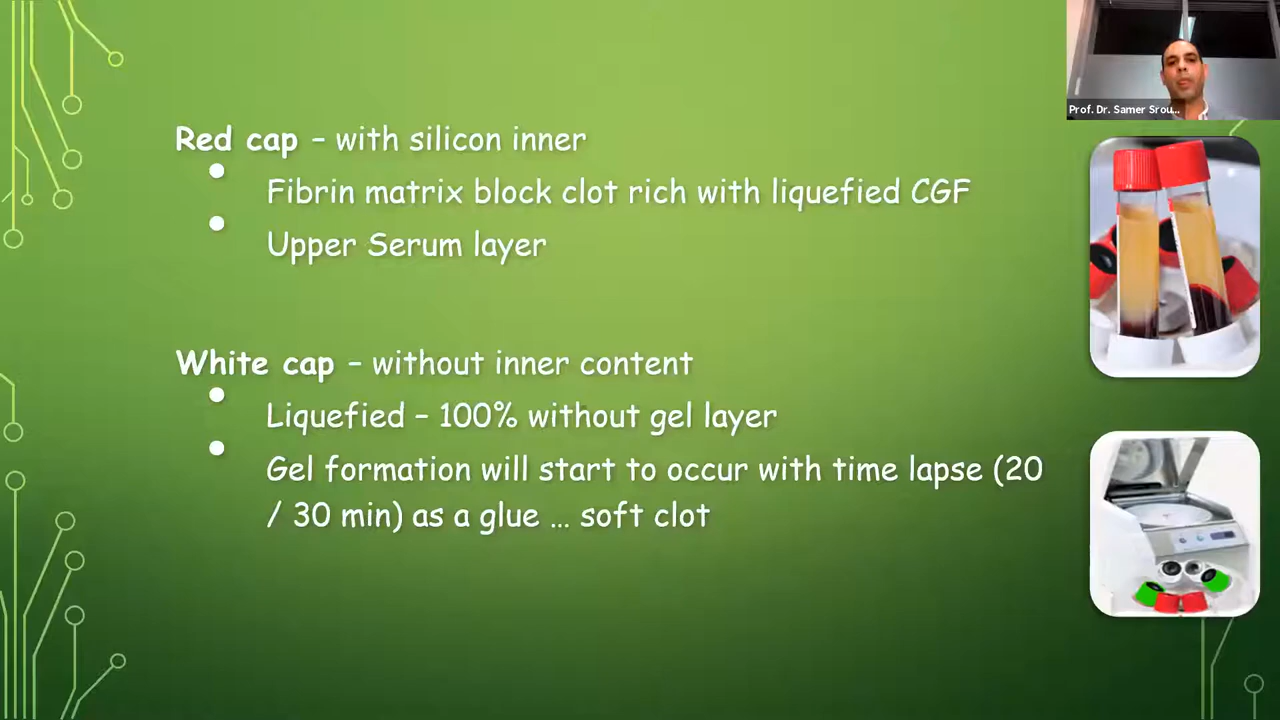 Prof. Dr. Samer Srou...
Red cap – with silicon inner
Fibrin matrix block clot rich with liquefied CGF
Upper Serum layer
White cap – without inner content
Liquefied – 100% without gel layer
Gel formation will start to occur with time lapse (20
/ 30 min) as a glue … soft clot